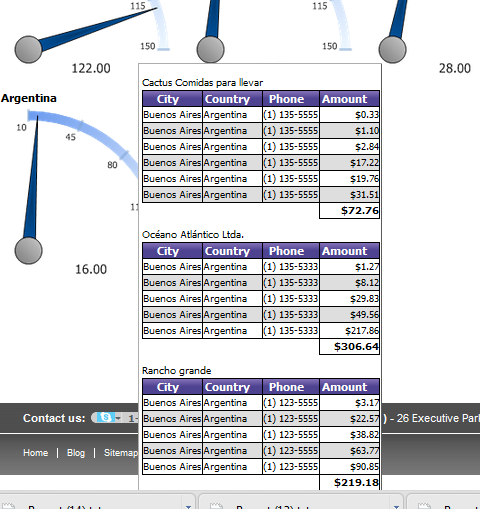 115
115
150
150
122.00
28.00
Argentina
10
45
80
11
16.00
Cactus Comidas para llevar
City Country Phone Amount
Buenos Aires Argentina (1) 135-5555 $0.33
Buenos Aires Argentina (1) 135-5555 $1.10
Buenos Aires Argentina (1) 135-5555 $2.84
Buenos Aires Argentina (1) 135-5555 $17.22
Buenos Aires Argentina (1) 135-5555 $19.76
Buenos Aires Argentina (1) 135-5555 $31.51
$72.76
Océano Atlántico Ltda.
City Country Phone Amount
Buenos Aires Argentina (1) 135-5333 $1.27
Buenos Aires Argentina (1) 135-5333 $8.12
Buenos Aires Argentina (1) 135-5333 $29.83
Buenos Aires Argentina (1) 135-5333 $49.56
Buenos Aires Argentina (1) 135-5333 $217.86
$306.64
Rancho grande
City Country Phone Amount
Buenos Aires Argentina (1) 123-5555 $3.17
Buenos Aires Argentina (1) 123-5555 $22.57
Buenos Aires Argentina (1) 123-5555 $38.82
Buenos Aires Argentina (1) 123-5555 $63.77
Buenos Aires Argentina (1) 123-5555 $90.85
$219.18
Contact us: 1- ) - 26 Executive Park
Home | Blog | Sitemap